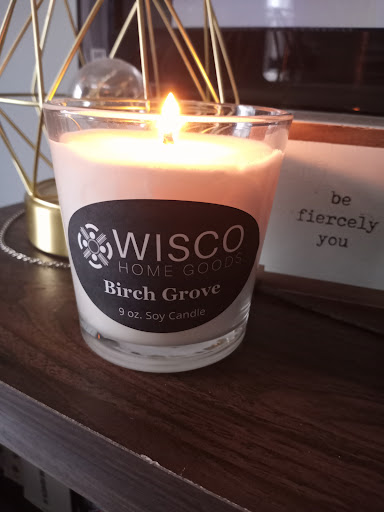 WISCO
HOME GOODS
Birch Grove
9 oz. Soy Candle
be
fiercely
you